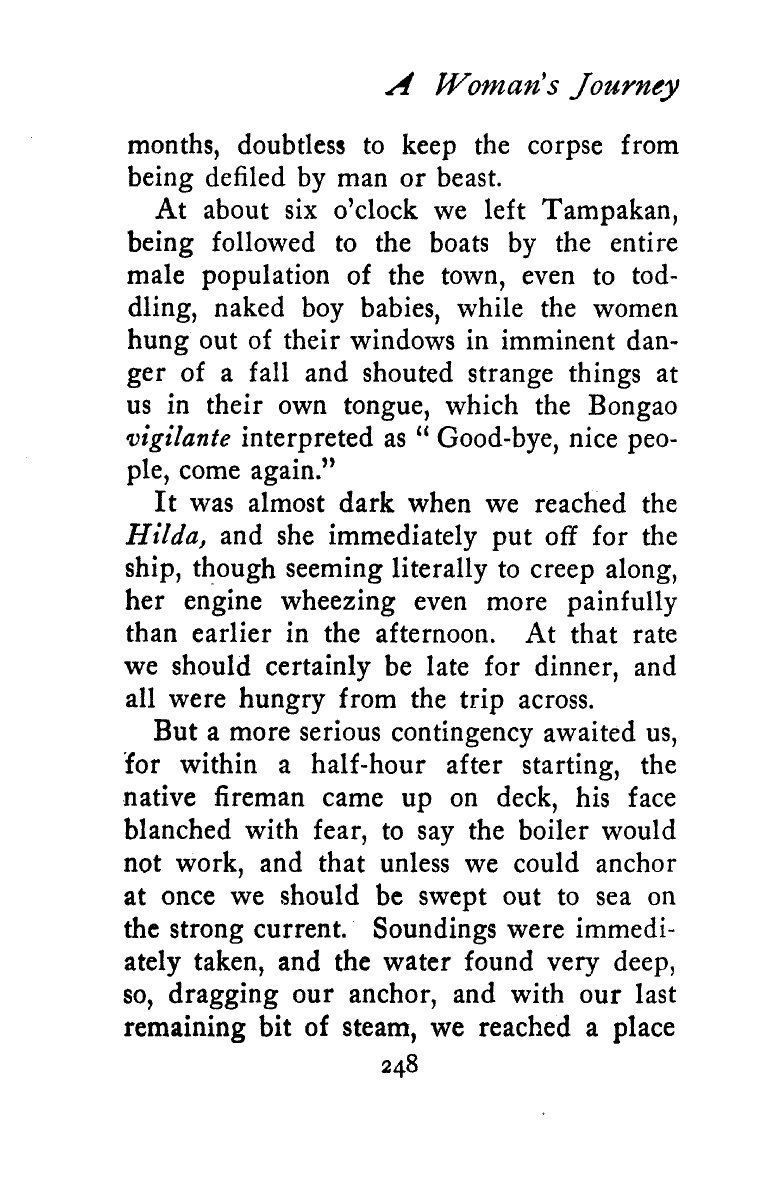 A Woman's Journey
months, doubtless to keep the corpse from
being defiled by man or beast.
At about six o'clock we left Tampakan,
being followed to the boats by the entire
male population of the town, even to tod-
dling, naked boy babies, while the women
hung out of their windows in imminent dan-
ger of a fall and shouted strange things at
us in their own tongue, which the Bongao
vigilante interpreted as “ Good-bye, nice peo-
ple, come again.”
It was almost dark when we reached the
Hilda, and she immediately put off for the
ship, though seeming literally to creep along,
her engine wheezing even more painfully
than earlier in the afternoon. At that rate
we should certainly be late for dinner, and
all were hungry from the trip across.
But a more serious contingency awaited us,
for within a half-hour after starting, the
native fireman came up on deck, his face
blanched with fear, to say the boiler would
not work, and that unless we could anchor
at once we should be swept out to sea on
the strong current. Soundings were immedi-
ately taken, and the water found very deep,
so, dragging our anchor, and with our last
remaining bit of steam, we reached a place
248